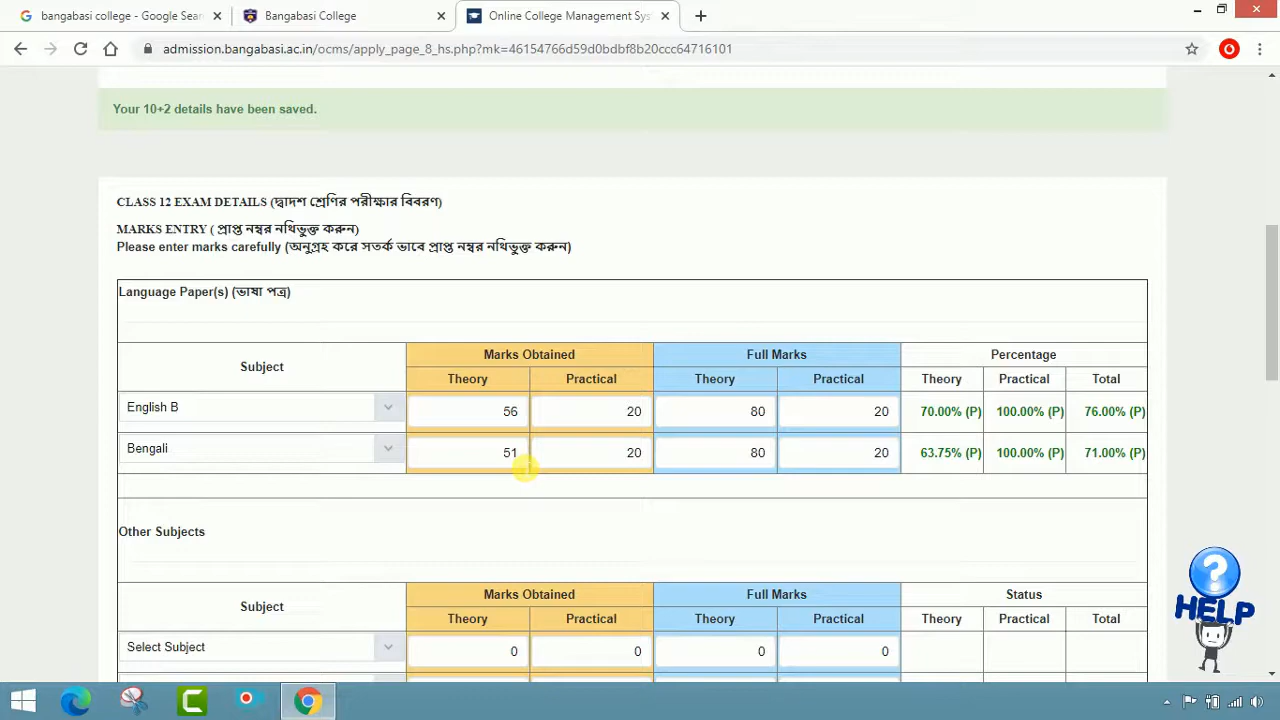 bangabasi college - Google Sea
Bangabasi College
Online College Management Sys
admission.bangabasi.ac.in/ocms/apply_page_8_hs.php?mk=46154766d59d0bdbf8b20ccc64716101
Your 10+2 details have been saved.
CLASS 12 EXAM DETAILS (দ্বাদশ শ্রেণির পরীক্ষার বিবরণ)
MARKS ENTRY ( প্রাপ্ত নম্বর নথিভুক্ত করুন)
Please enter marks carefully (অনুগ্রহ করে সতর্ক ভাবে প্রাপ্ত নম্বর নথিভুক্ত করুন)
Language Paper(s) (ভাষা পত্র)
Subject Marks Obtained Full Marks Percentage
Theory Practical Theory Practical Theory Practical Total
English B 56 20 80 20 70.00% (P) 100.00% (P) 76.00% (P)
Bengali 51 20 80 20 63.75% (P) 100.00% (P) 71.00% (P)
Other Subjects
Subject Marks Obtained Full Marks Status
Theory Practical Theory Practical Theory Practical Total
Select Subject 0 0 0 0
? HELP